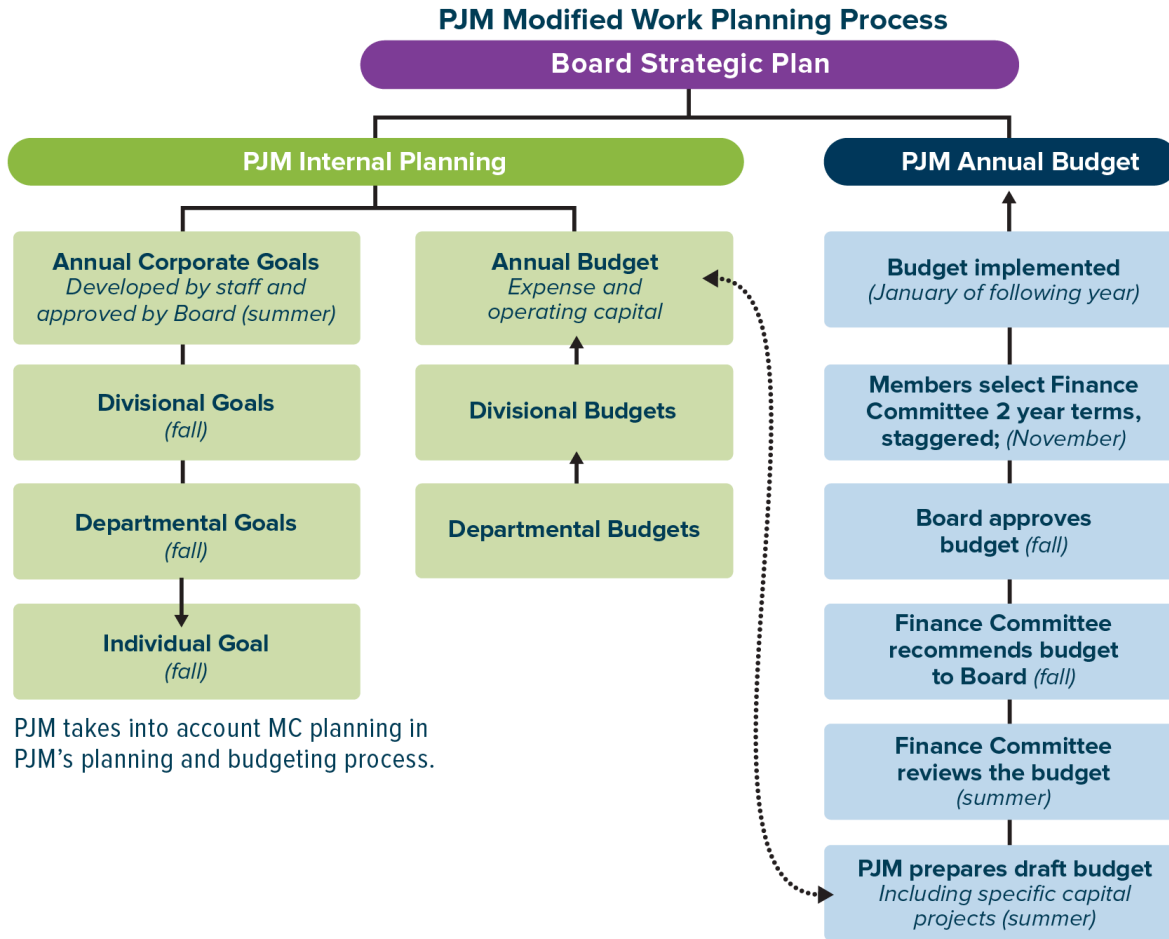 PJM Modified Work Planning Process
Board Strategic Plan
PJM Internal Planning
Annual Corporate Goals
Developed by staff and
approved by Board (summer)
Divisional Goals
(fall)
Departmental Goals
(fall)
Individual Goal
(fall)
PJM takes into account MC planning in
PJM's planning and budgeting process.
Annual Budget
Expense and
operating capital
Divisional Budgets
Departmental Budgets
PJM Annual Budget
Budget implemented
(January of following year)
Members select Finance
Committee 2 year terms,
staggered; (November)
Board approves
budget (fall)
Finance Committee
recommends budget
to Board (fall)
Finance Committee
reviews the budget
(summer)
PJM prepares draft budget
Including specific capital
projects (summer)